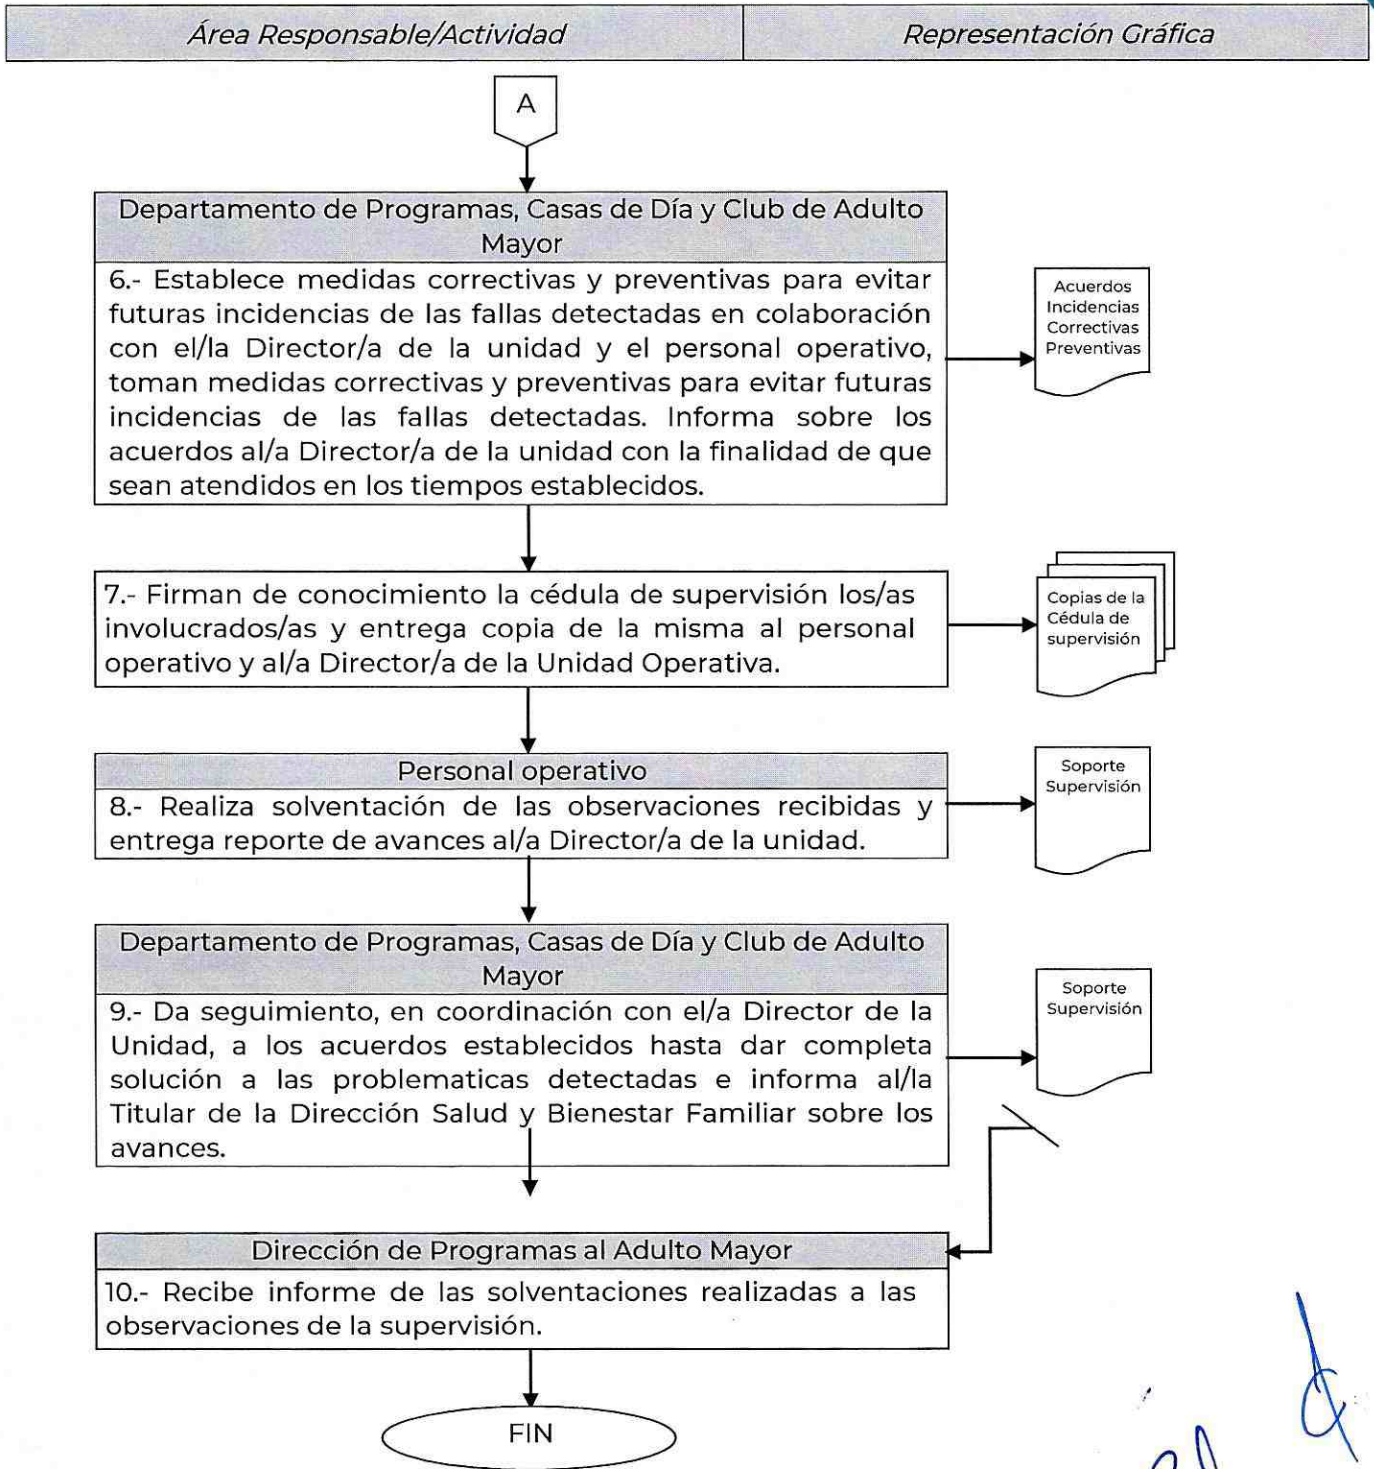 Área Responsable/Actividad
Representación Gráfica
A
Departamento de Programas, Casas de Día y Club de Adulto
Mayor
6.- Establece medidas correctivas y preventivas para evitar
futuras incidencias de las fallas detectadas en colaboración
con el/la Director/a de la unidad y el personal operativo,
toman medidas correctivas y preventivas para evitar futuras
incidencias de las fallas detectadas. Informa sobre los
acuerdos al/a Director/a de la unidad con la finalidad de que
sean atendidos en los tiempos establecidos.
Acuerdos
Incidencias
Correctivas
Preventivas
7.- Firman de conocimiento la cédula de supervisión los/as
involucrados/as y entrega copia de la misma al personal
operativo y al/a Director/a de la Unidad Operativa.
Copias de la
Cédula de
supervisión
Personal operativo
8.- Realiza solventación de las observaciones recibidas y
entrega reporte de avances al/a Director/a de la unidad.
Soporte
Supervisión
Departamento de Programas, Casas de Día y Club de Adulto
Mayor
9.- Da seguimiento, en coordinación con el/a Director de la
Unidad, a los acuerdos establecidos hasta dar completa
solución a las problematicas detectadas e informa al/la
Titular de la Dirección Salud y Bienestar Familiar sobre los
avances.
Soporte
Supervisión
Dirección de Programas al Adulto Mayor
10.- Recibe informe de las solventaciones realizadas a las
observaciones de la supervisión.
FIN